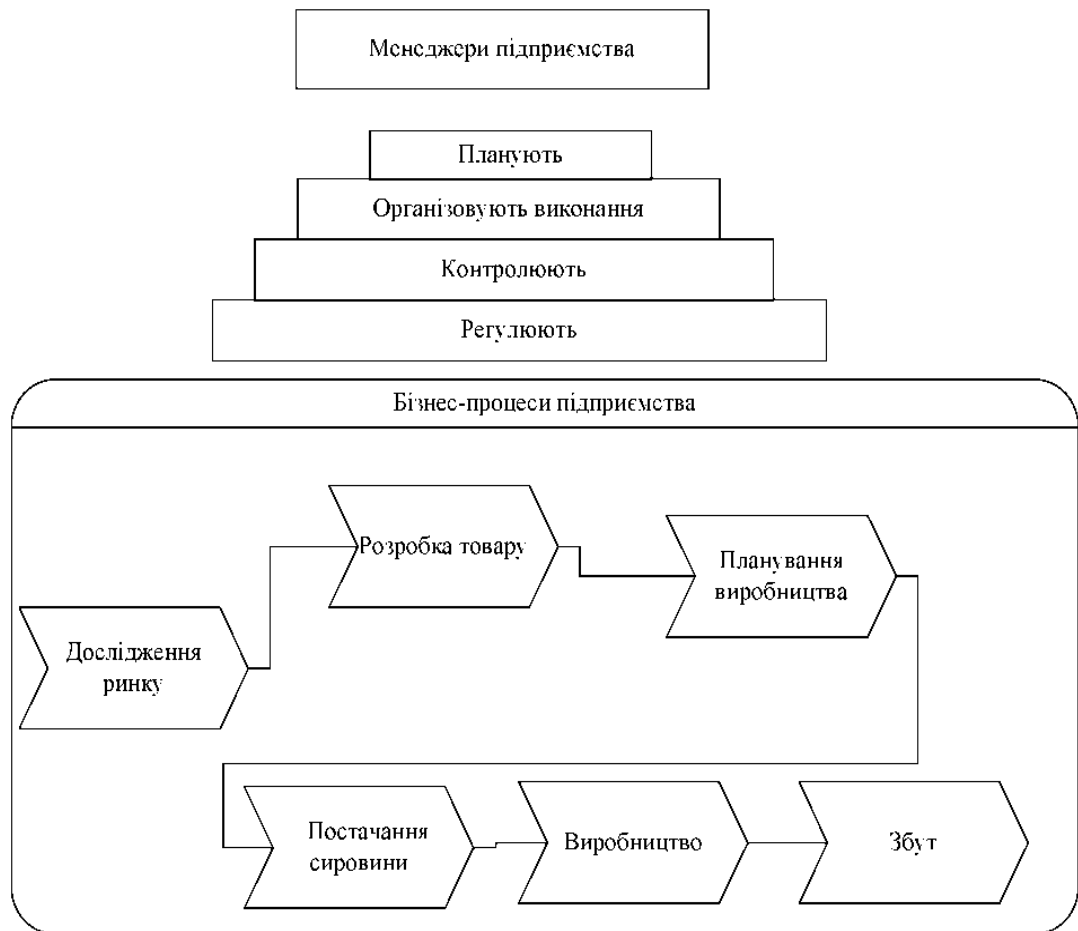 Менеджери підприємства
Планують
Організовують виконання
Контролюють
Регулюють
Бізнес-процеси підприємства
Дослідження
ринку
Розробка товару
Планування
виробництва
Постачання
сировини
Виробництво
Збут